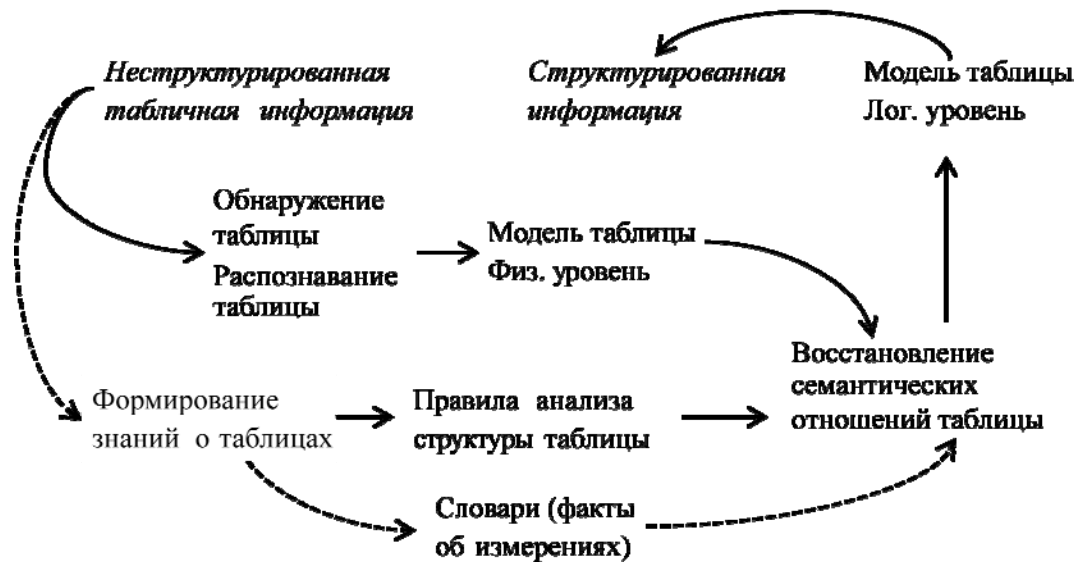 Неструктурированная
табличная информация
Структурированная
информация
Модель таблицы
Лог. уровень
Обнаружение
таблицы
Распознавание
таблицы
Модель таблицы
Физ. уровень
Восстановление
семантических
отношений таблицы
Формирование
знаний о таблицах
Правила анализа
структуры таблицы
Словари (факты
об измерениях)